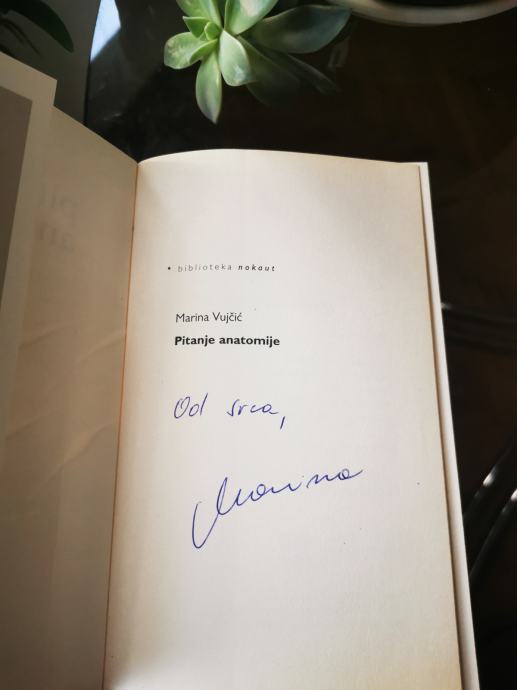 • biblioteka nokaut
Marina Vujčić
Pitanje anatomije
Od srca,
Marina